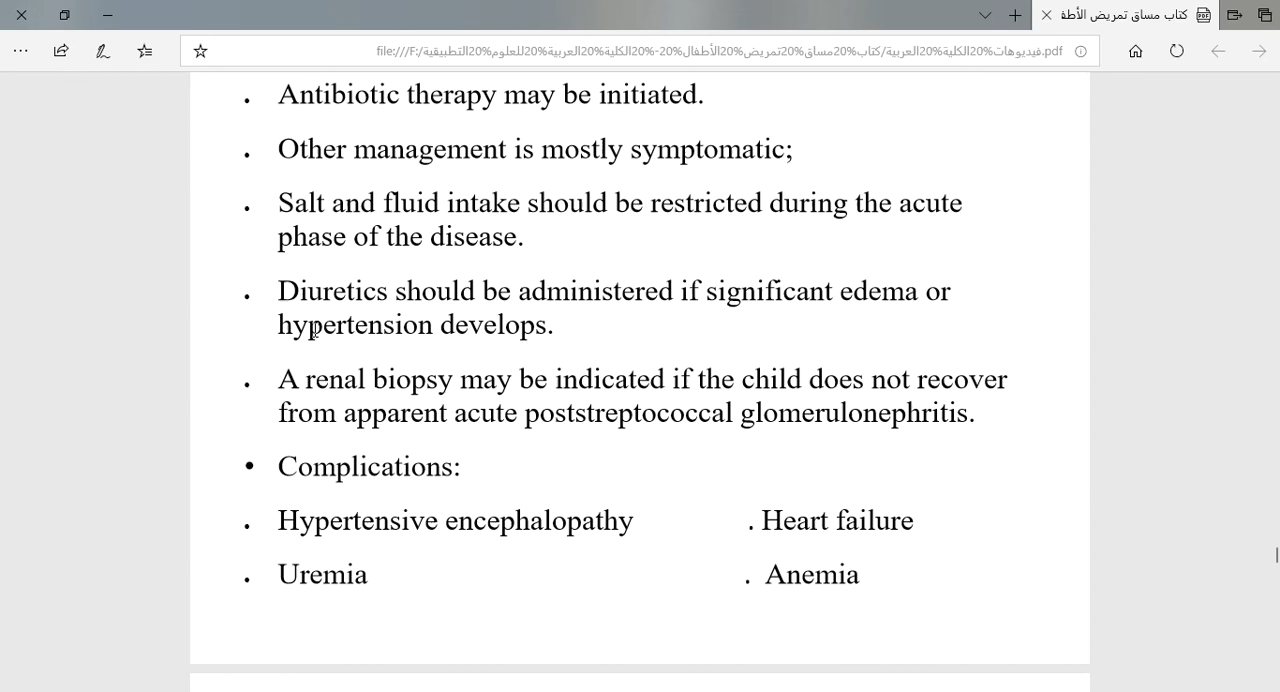 كتاب مساق تمريض الأطف
file:///F:/فيديوهات%20الكلية%20العربية/كتاب%20مساق%20تمريض%20الأطفال%20-%20الكلية%20العربية%20للعلوم%20التطبيقية.pdf
. Antibiotic therapy may be initiated.
. Other management is mostly symptomatic;
. Salt and fluid intake should be restricted during the acute
phase of the disease.
. Diuretics should be administered if significant edema or
hypertension develops.
. A renal biopsy may be indicated if the child does not recover
from apparent acute poststreptococcal glomerulonephritis.
• Complications:
. Hypertensive encephalopathy . Heart failure
. Uremia . Anemia